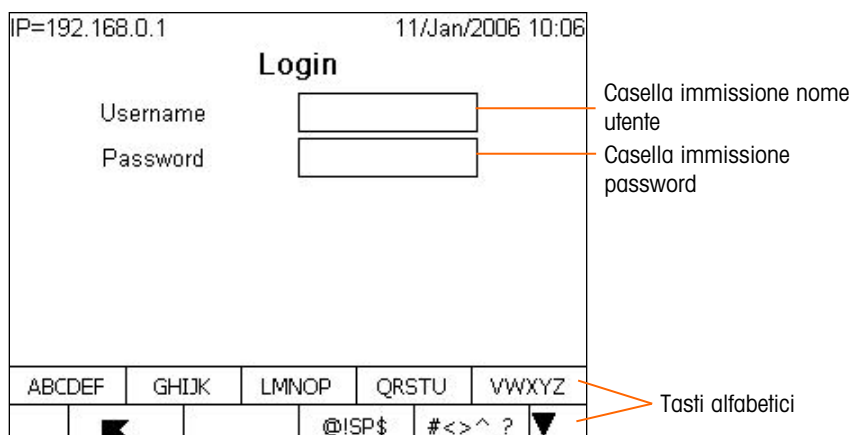 IP=192.168.0.1 11/Jan/2006 10:06
Login
Username
Casella immissione nome
utente
Password
Casella immissione
password
ABCDEF GHIJK LMNOP QRSTU VWXYZ
Tasti alfabetici
@!SP$ #<>^ ?